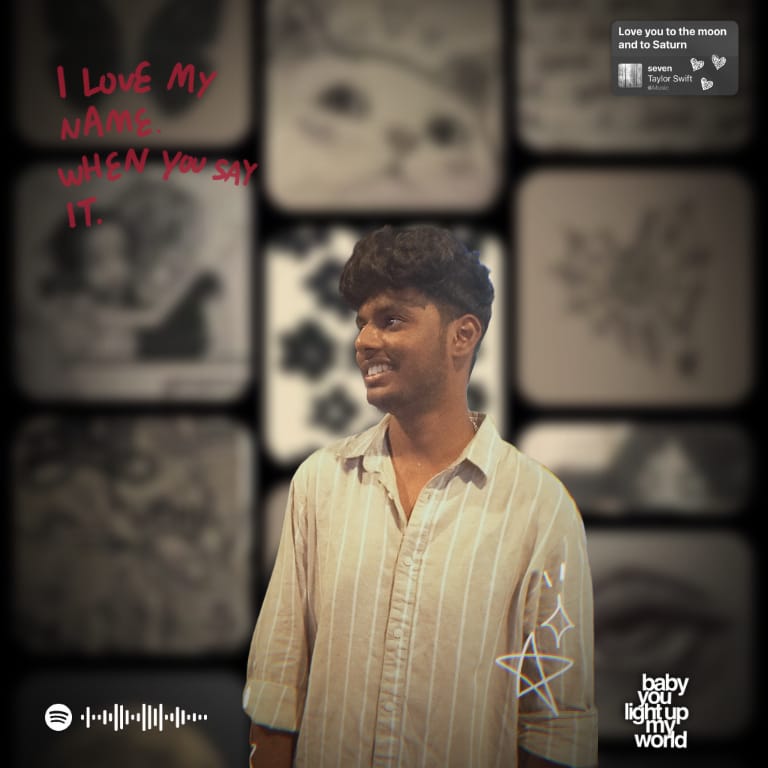 I LOVE MY
NAME.
WHEN YOU SAY
IT.
Love you to the moon
and to Saturn
seven
Taylor Swift
Music
baby
you
light up
my
world